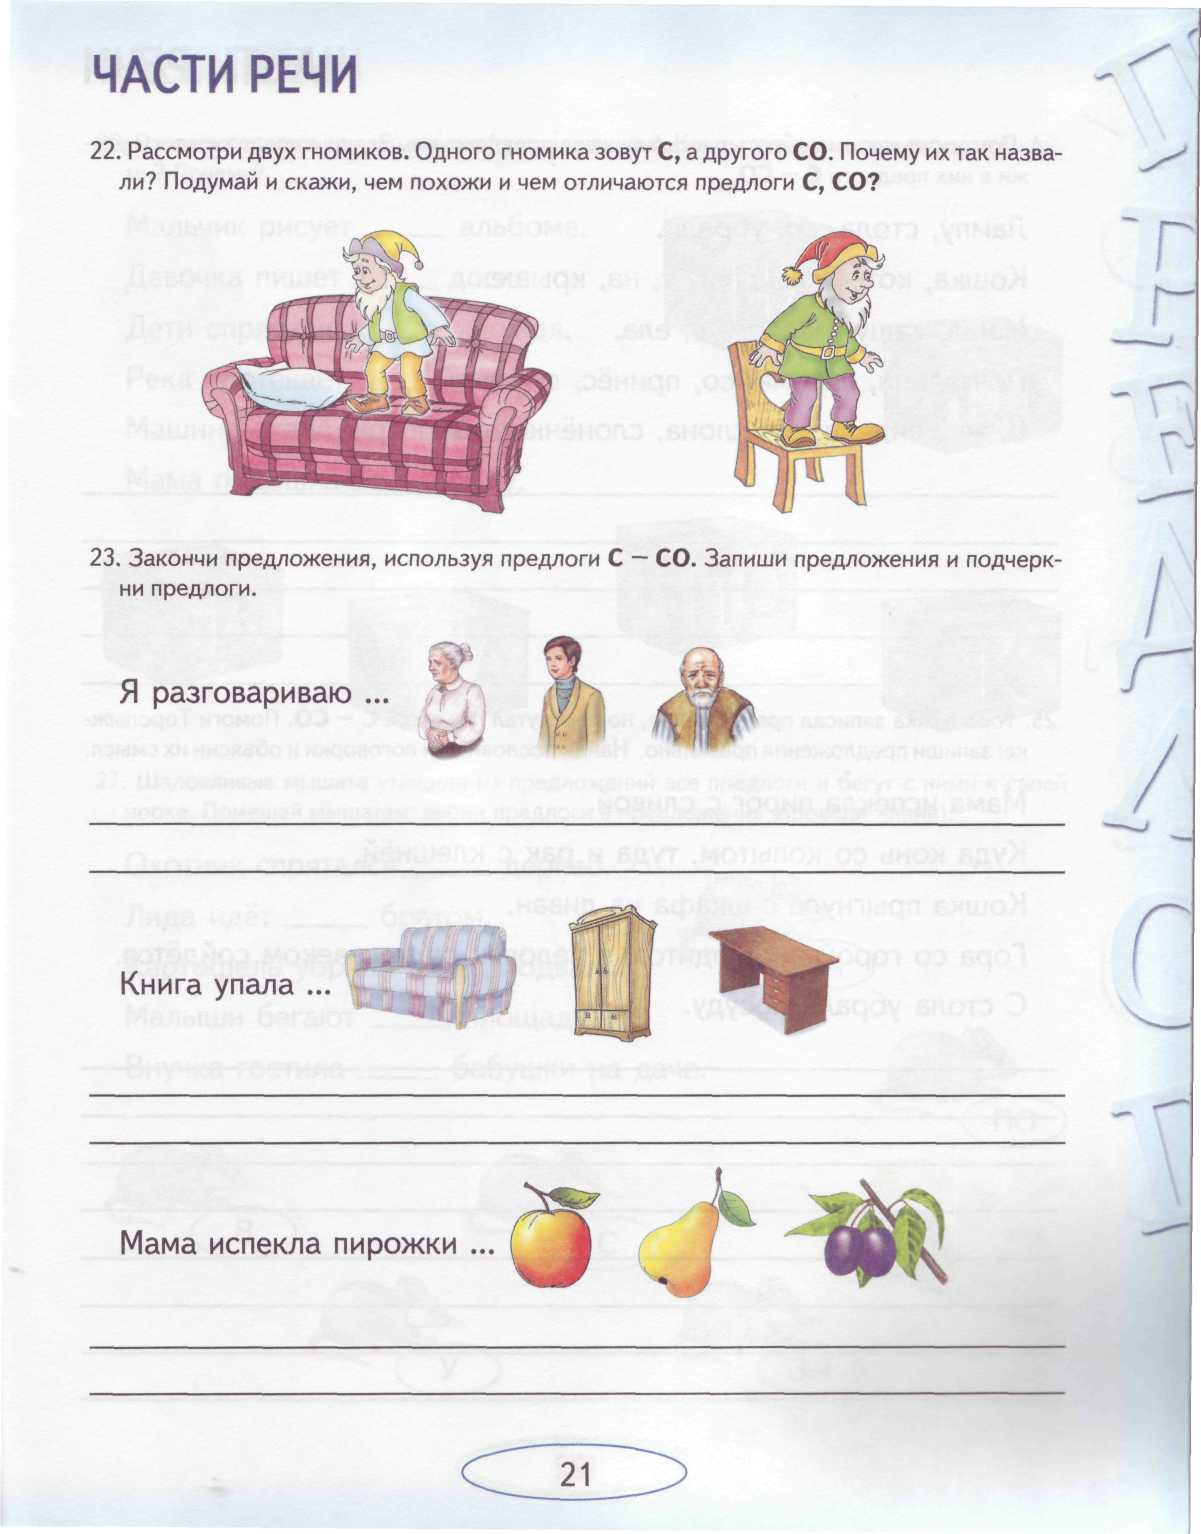 ЧАСТИ РЕЧИ
22. Рассмотри двух гномиков. Одного гномика зовут С, а другого СО. Почему их так назва-
ли? Подумай и скажи, чем похожи и чем отличаются предлоги С, СО?
23. Закончи предложения, используя предлоги С — СО. Запиши предложения и подчерк-
ни предлоги.
Я разговариваю ...
Книга упала ...
Мама испекла пирожки ...
21
ПРЕДЛОГ